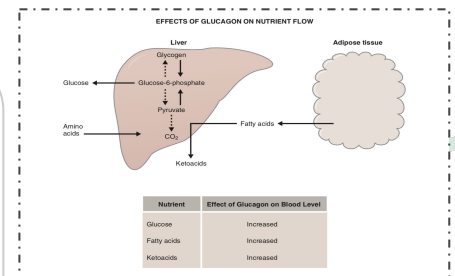 EFFECTS OF GLUCAGON ON NUTRIENT FLOW
Liver
Adipose tissue
Glycogen
Glucose
Glucose-6-phosphate
Pyruvate
Amino
acids
CO₂
Fatty acids
Ketoacids
Nutrient Effect of Glucagon on Blood Level
Glucose Increased
Fatty acids Increased
Ketoacids Increased